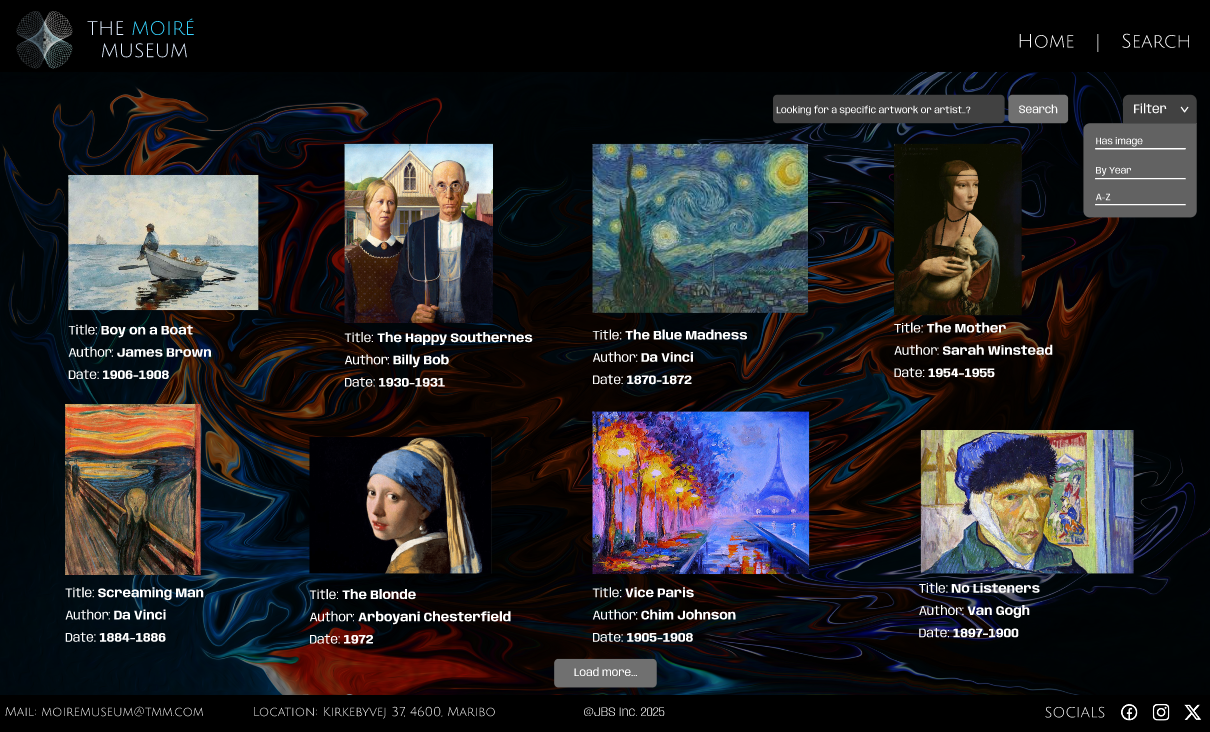 THE MOIRÉ
MUSEUM
HOME | SEARCH
Looking for a specific artwork or artist..?
Search
Filter
Has image
By Year
A-Z
Title: Boy on a Boat
Author: James Brown
Date: 1906-1908
Title: The Happy Southernes
Author: Billy Bob
Date: 1930-1931
Title: The Blue Madness
Author: Da Vinci
Date: 1870-1872
Title: The Mother
Author: Sarah Winstead
Date: 1954-1955
Title: Screaming Man
Author: Da Vinci
Date: 1884-1886
Title: The Blonde
Author: Arboyani Chesterfield
Date: 1972
Title: Vice Paris
Author: Chim Johnson
Date: 1905-1908
Title: No Listeners
Author: Van Gogh
Date: 1897-1900
Load more...
MAIL: MOIREMUSEUM@TMM.COM
LOCATION: KIRKEBYVEJ 37, 4600, MARIBO
@JBS Inc. 2025
SOCIALS